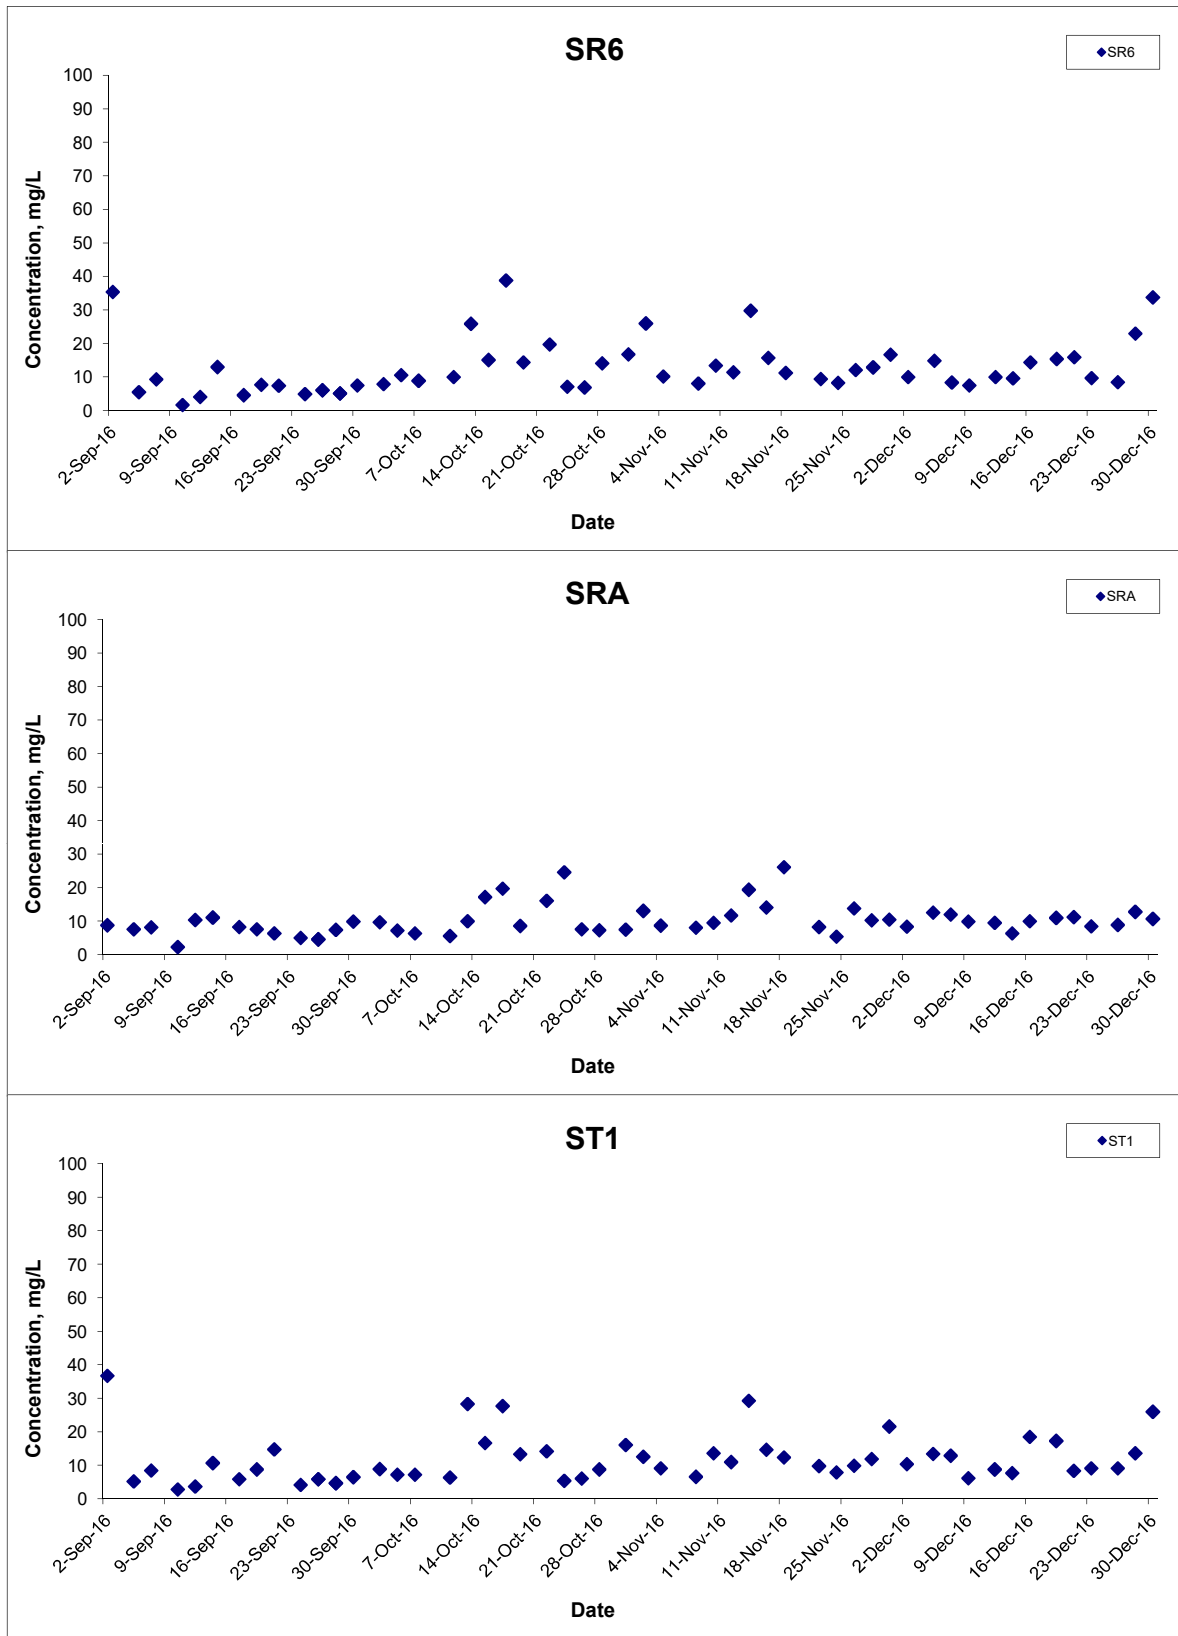 SR6
SR6
100
90
80
70
60
50
40
30
20
10
0
Concentration, mg/L
2-Sep-16
9-Sep-16
16-Sep-16
23-Sep-16
30-Sep-16
7-Oct-16
14-Oct-16
21-Oct-16
28-Oct-16
4-Nov-16
11-Nov-16
18-Nov-16
25-Nov-16
2-Dec-16
9-Dec-16
16-Dec-16
23-Dec-16
30-Dec-16
Date
SRA
SRA
100
90
80
70
60
50
40
30
20
10
0
Concentration, mg/L
2-Sep-16
9-Sep-16
16-Sep-16
23-Sep-16
30-Sep-16
7-Oct-16
14-Oct-16
21-Oct-16
28-Oct-16
4-Nov-16
11-Nov-16
18-Nov-16
25-Nov-16
2-Dec-16
9-Dec-16
16-Dec-16
23-Dec-16
30-Dec-16
Date
ST1
ST1
100
90
80
70
60
50
40
30
20
10
0
Concentration, mg/L
2-Sep-16
9-Sep-16
16-Sep-16
23-Sep-16
30-Sep-16
7-Oct-16
14-Oct-16
21-Oct-16
28-Oct-16
4-Nov-16
11-Nov-16
18-Nov-16
25-Nov-16
2-Dec-16
9-Dec-16
16-Dec-16
23-Dec-16
30-Dec-16
Date